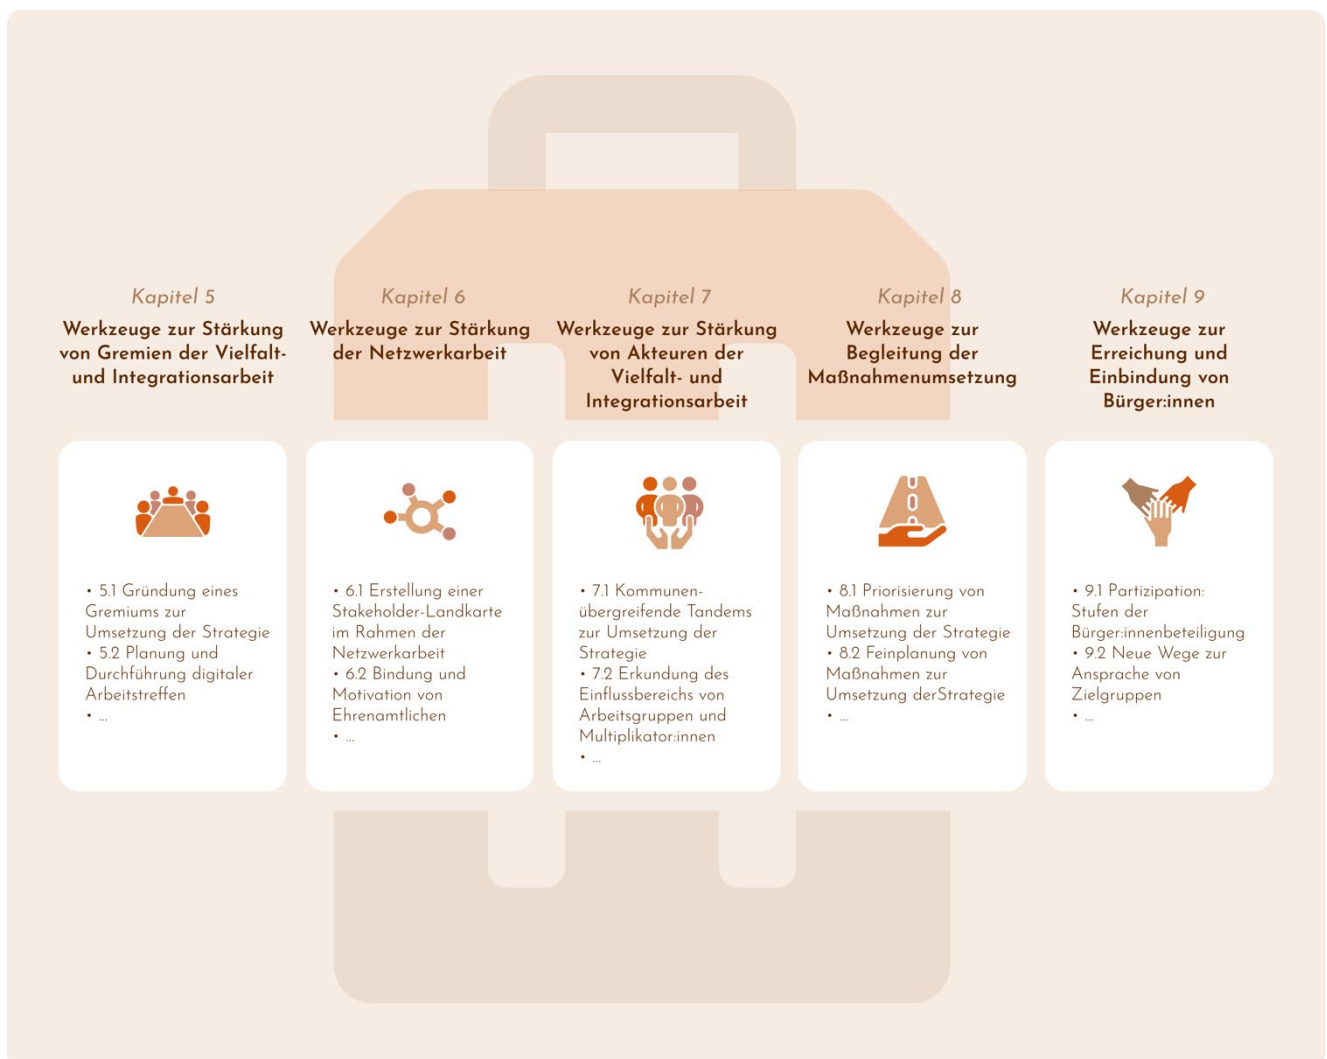 Kapitel 5
Werkzeuge zur Stärkung
von Gremien der Vielfalt-
und Integrationsarbeit
• 5.1 Gründung eines
Gremiums zur
Umsetzung der Strategie
• 5.2 Planung und
Durchführung digitaler
Arbeitstreffen
• ...
Kapitel 6
Werkzeuge zur Stärkung
der Netzwerkarbeit
• 6.1 Erstellung einer
Stakeholder-Landkarte
im Rahmen der
Netzwerkarbeit
• 6.2 Bindung und
Motivation von
Ehrenamtlichen
• ...
Kapitel 7
Werkzeuge zur Stärkung
von Akteuren der
Vielfalt- und
Integrationsarbeit
• 7.1 Kommunen-
übergreifende Tandems
zur Umsetzung der
Strategie
• 7.2 Erkundung des
Einflussbereichs von
Arbeitsgruppen und
Multiplikator:innen
• ...
Kapitel 8
Werkzeuge zur
Begleitung der
Maßnahmenumsetzung
• 8.1 Priorisierung von
Maßnahmen zur
Umsetzung der Strategie
• 8.2 Feinplanung von
Maßnahmen zur
Umsetzung derStrategie
• ...
Kapitel 9
Werkzeuge zur
Erreichung und
Einbindung von
Bürger:innen
• 9.1 Partizipation:
Stufen der
Bürger:innenbeteiligung
• 9.2 Neue Wege zur
Ansprache von
Zielgruppen
• ...